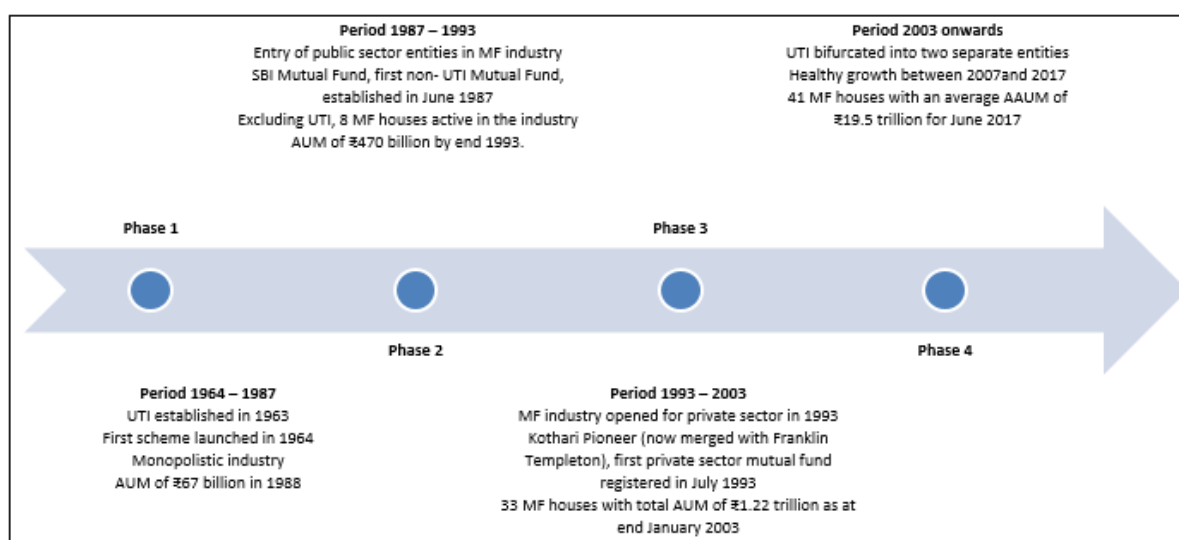 Period 1987 – 1993
Entry of public sector entities in MF industry
SBI Mutual Fund, first non- UTI Mutual Fund,
established in June 1987
Excluding UTI, 8 MF houses active in the industry
AUM of ₹470 billion by end 1993.
Period 2003 onwards
UTI bifurcated into two separate entities
Healthy growth between 2007and 2017
41 MF houses with an average AAUM of
₹19.5 trillion for June 2017
Phase 1
Phase 3
Phase 2
Phase 4
Period 1964 – 1987
UTI established in 1963
First scheme launched in 1964
Monopolistic industry
AUM of ₹67 billion in 1988
Period 1993 – 2003
MF industry opened for private sector in 1993
Kothari Pioneer (now merged with Franklin
Templeton), first private sector mutual fund
registered in July 1993
33 MF houses with total AUM of ₹1.22 trillion as at
end January 2003